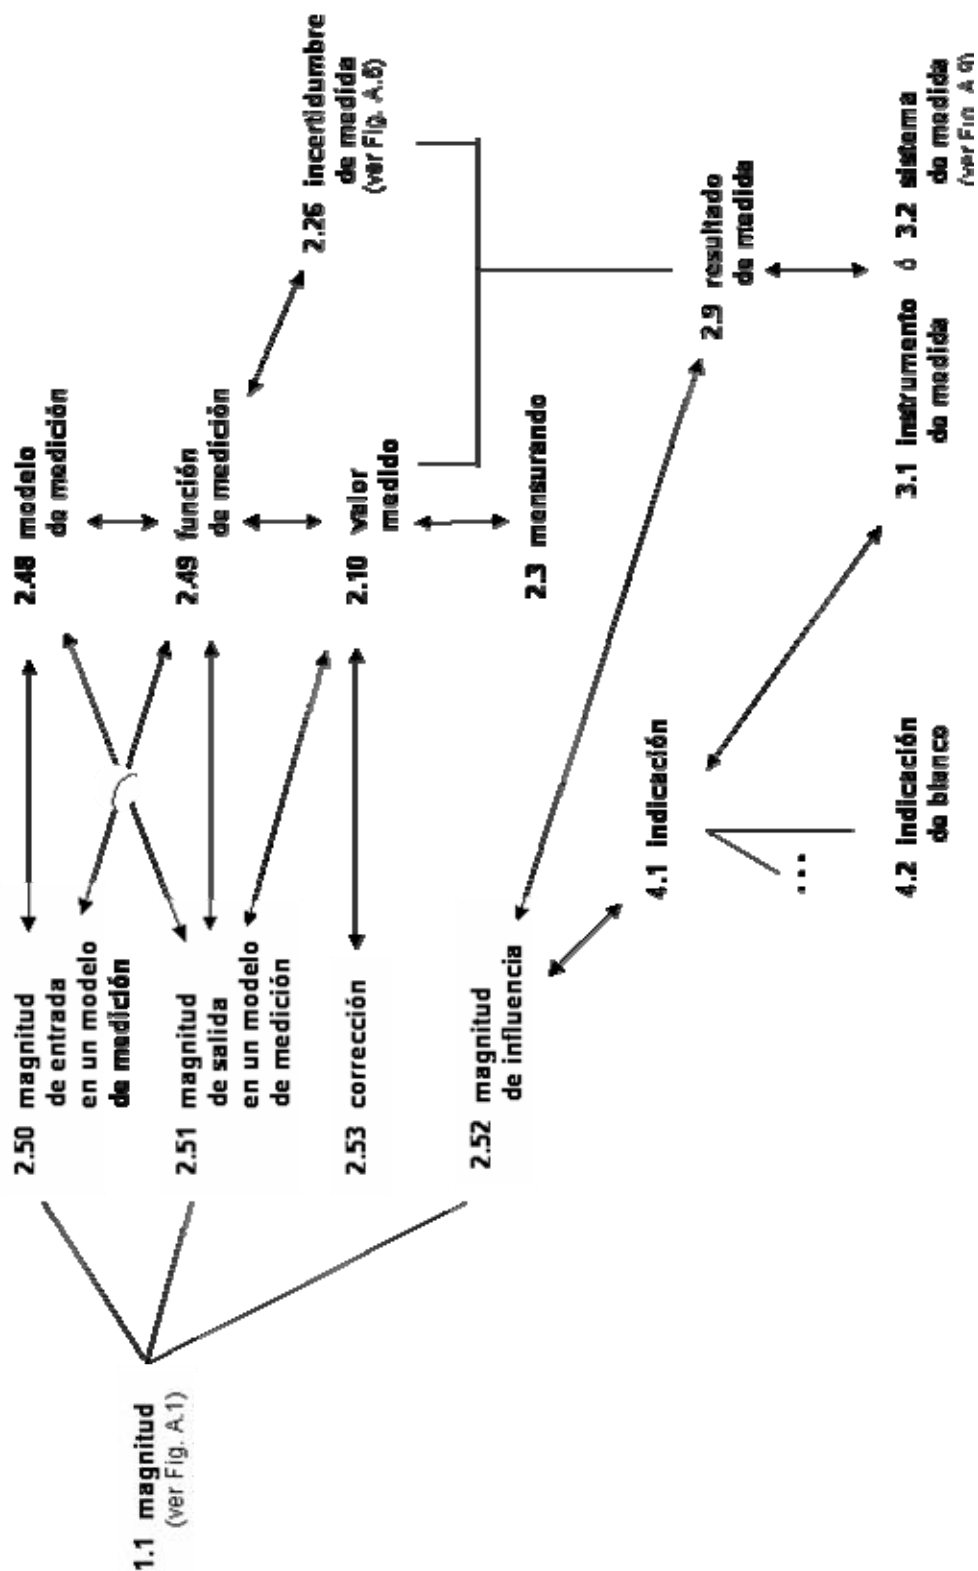 1.1 magnitud
(ver Fig. A.1)
2.50 magnitud
de entrada
en un modelo
de medición
2.51 magnitud
de salida
en un modelo
de medición
2.53 corrección
2.52 magnitud
de influencia
2.48 modelo
de medición
2.49 función
de medición
2.10 valor
medido
2.3 mensurando
4.1 indicación
...
4.2 indicación
de blanco
2.26 incertidumbre
de medida
(ver Fig. A.6)
2.9 resultado
de medida
3.1 instrumento ó 3.2 sistema
de medida de medida
(ver Fig. A.9)